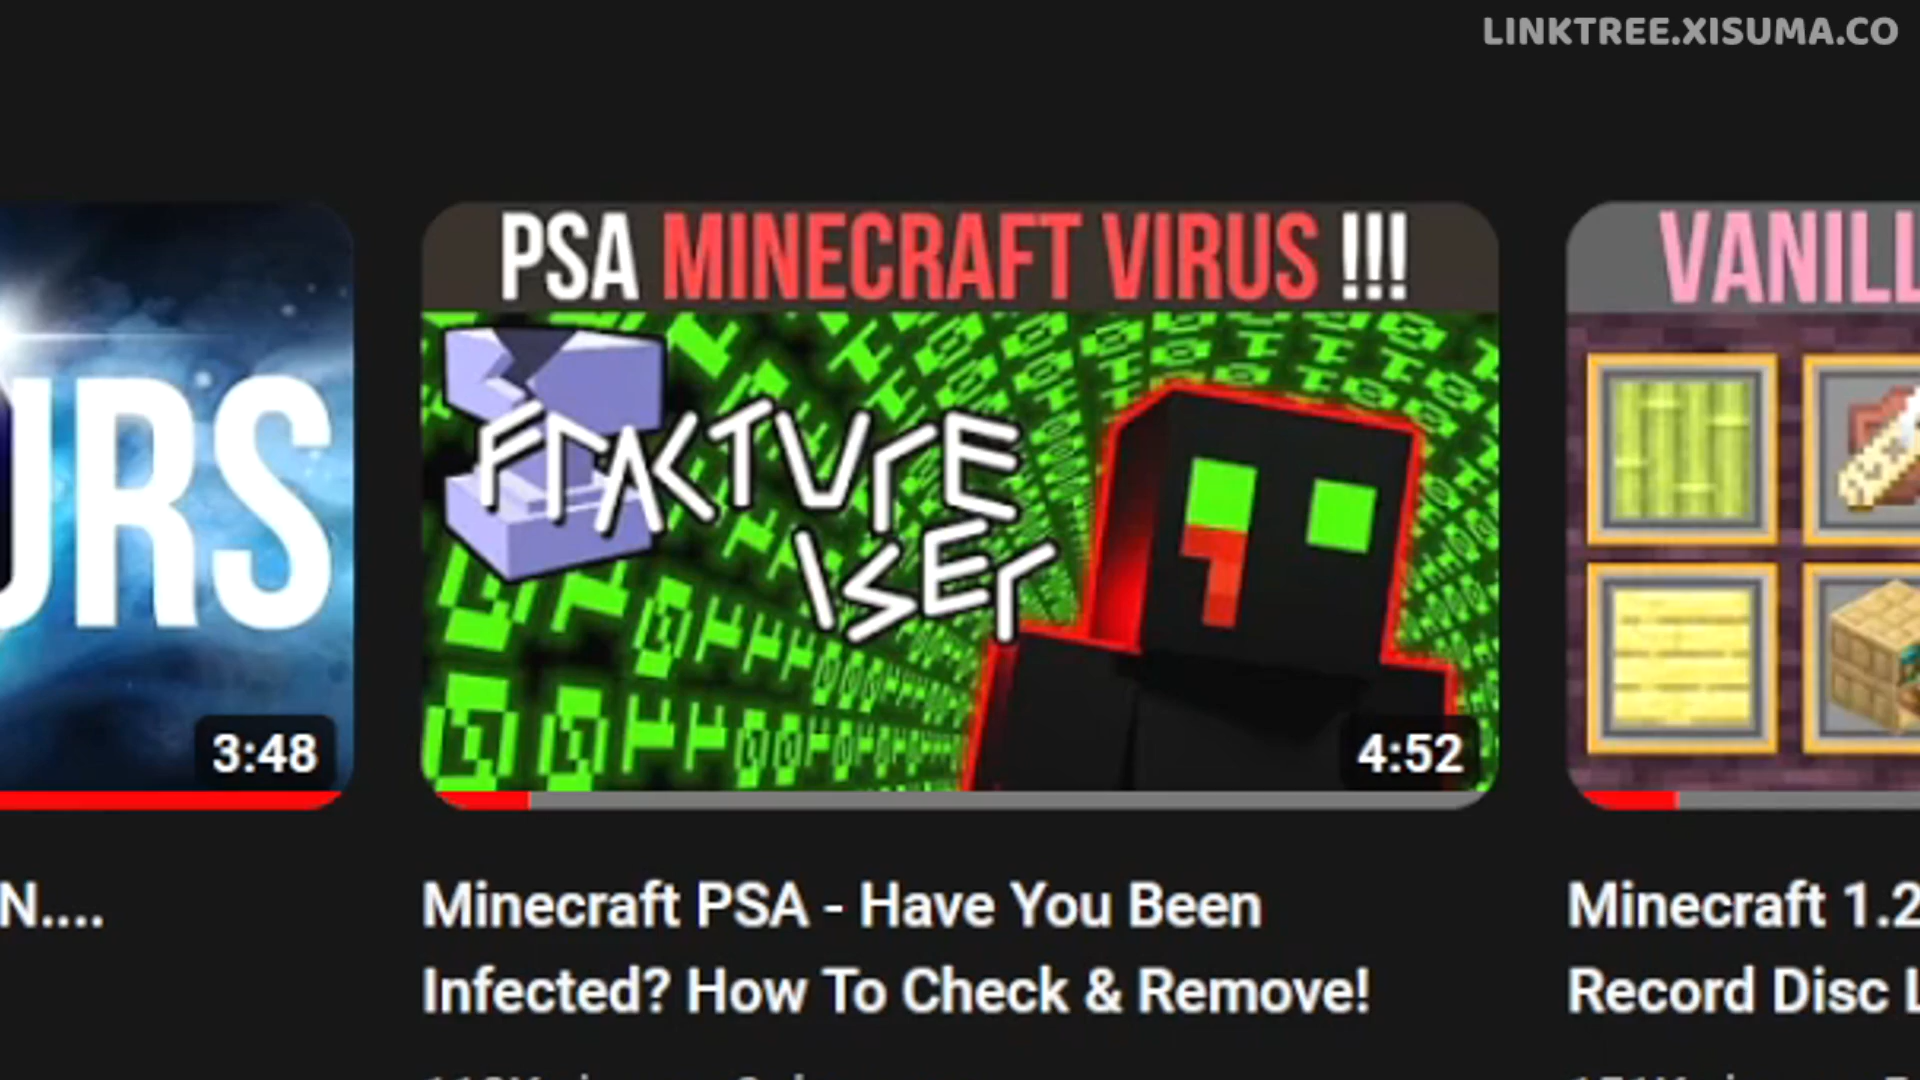 LINKTREE.XISUMA.CO
URS
3:48
N....
PSA MINECRAFT VIRUS !!!
FRACTURE
ISER
4:52
Minecraft PSA - Have You Been
Infected? How To Check & Remove!
VANILL
Minecraft 1.2
Record Disc L